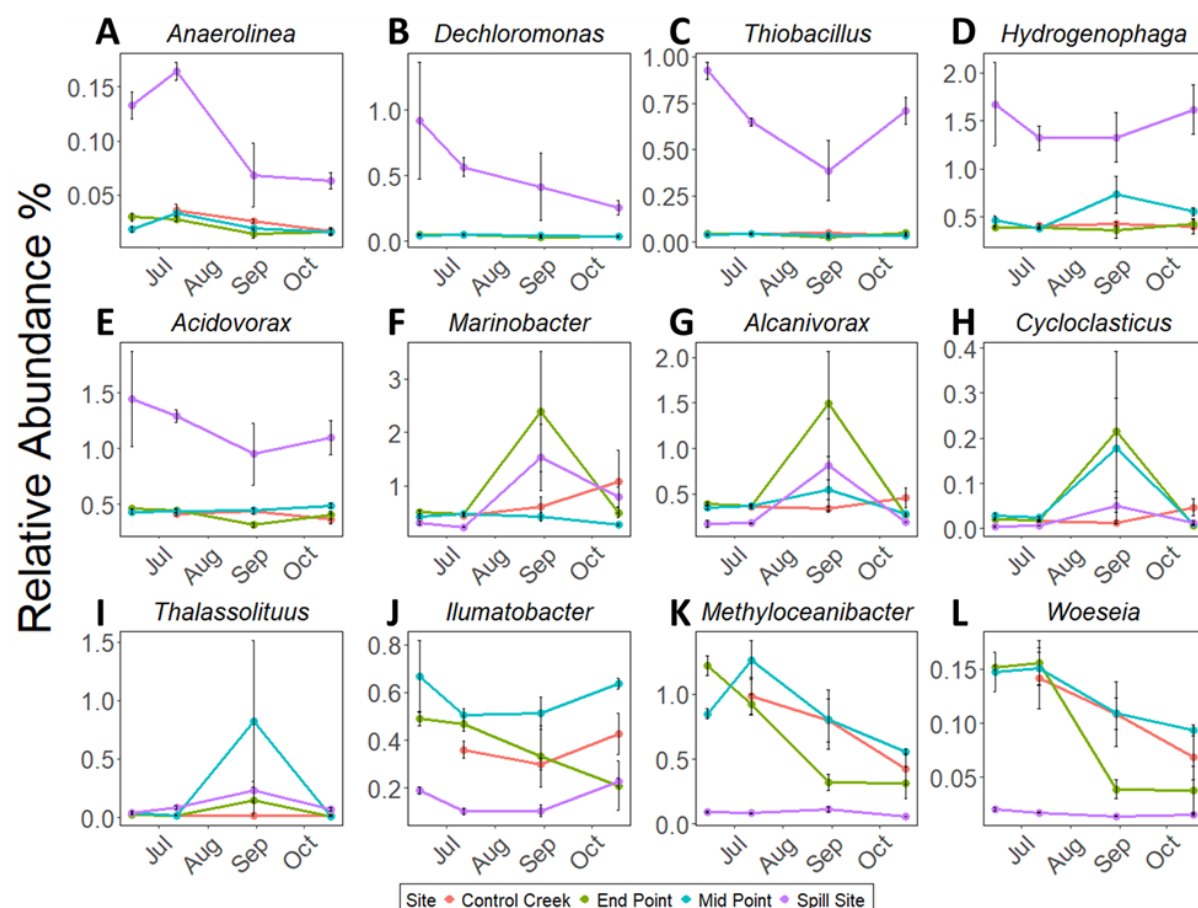 Relative Abundance %
A Anaerolinea
0.15
0.10
0.05
Jul Aug Sep Oct
B Dechloromonas
1.0
0.5
0.0
Jul Aug Sep Oct
C Thiobacillus
1.00
0.75
0.50
0.25
0.00
Jul Aug Sep Oct
D Hydrogenophaga
2.0
1.5
1.0
0.5
Jul Aug Sep Oct
E Acidovorax
1.5
1.0
0.5
Jul Aug Sep Oct
F Marinobacter
3
2
1
Jul Aug Sep Oct
G Alcanivorax
2.0
1.5
1.0
0.5
Jul Aug Sep Oct
H Cycloclasticus
0.4
0.3
0.2
0.1
0.0
Jul Aug Sep Oct
I Thalassolituus
1.5
1.0
0.5
0.0
Jul Aug Sep Oct
J Ilumatobacter
0.8
0.6
0.4
0.2
Jul Aug Sep Oct
K Methyloceanibacter
1.0
0.5
0.0
Jul Aug Sep Oct
L Woeseia
0.15
0.10
0.05
Jul Aug Sep Oct
Site Control Creek End Point Mid Point Spill Site